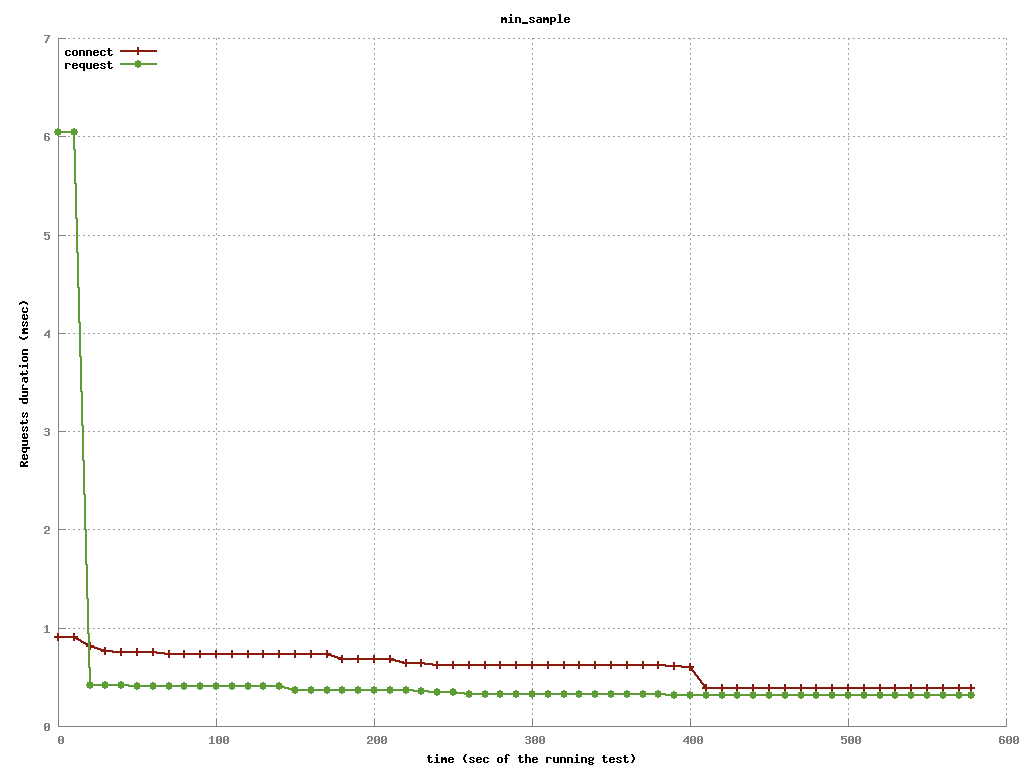 min_sample
7
connect
request
6
5
4
3
2
1
0
Requests duration (msec)
0 100 200 300 400 500 600
time (sec of the running test)